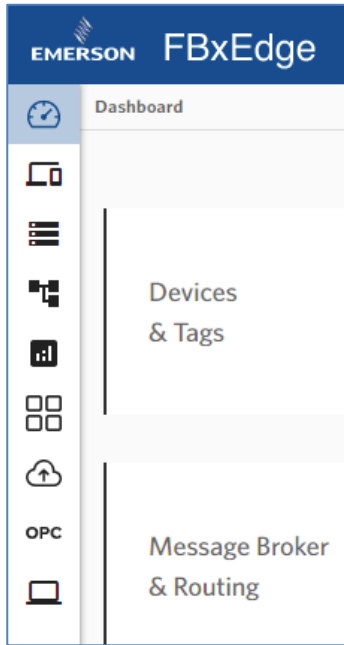 EMERSON FBxEdge
Dashboard
Devices
& Tags
OPC
Message Broker
& Routing